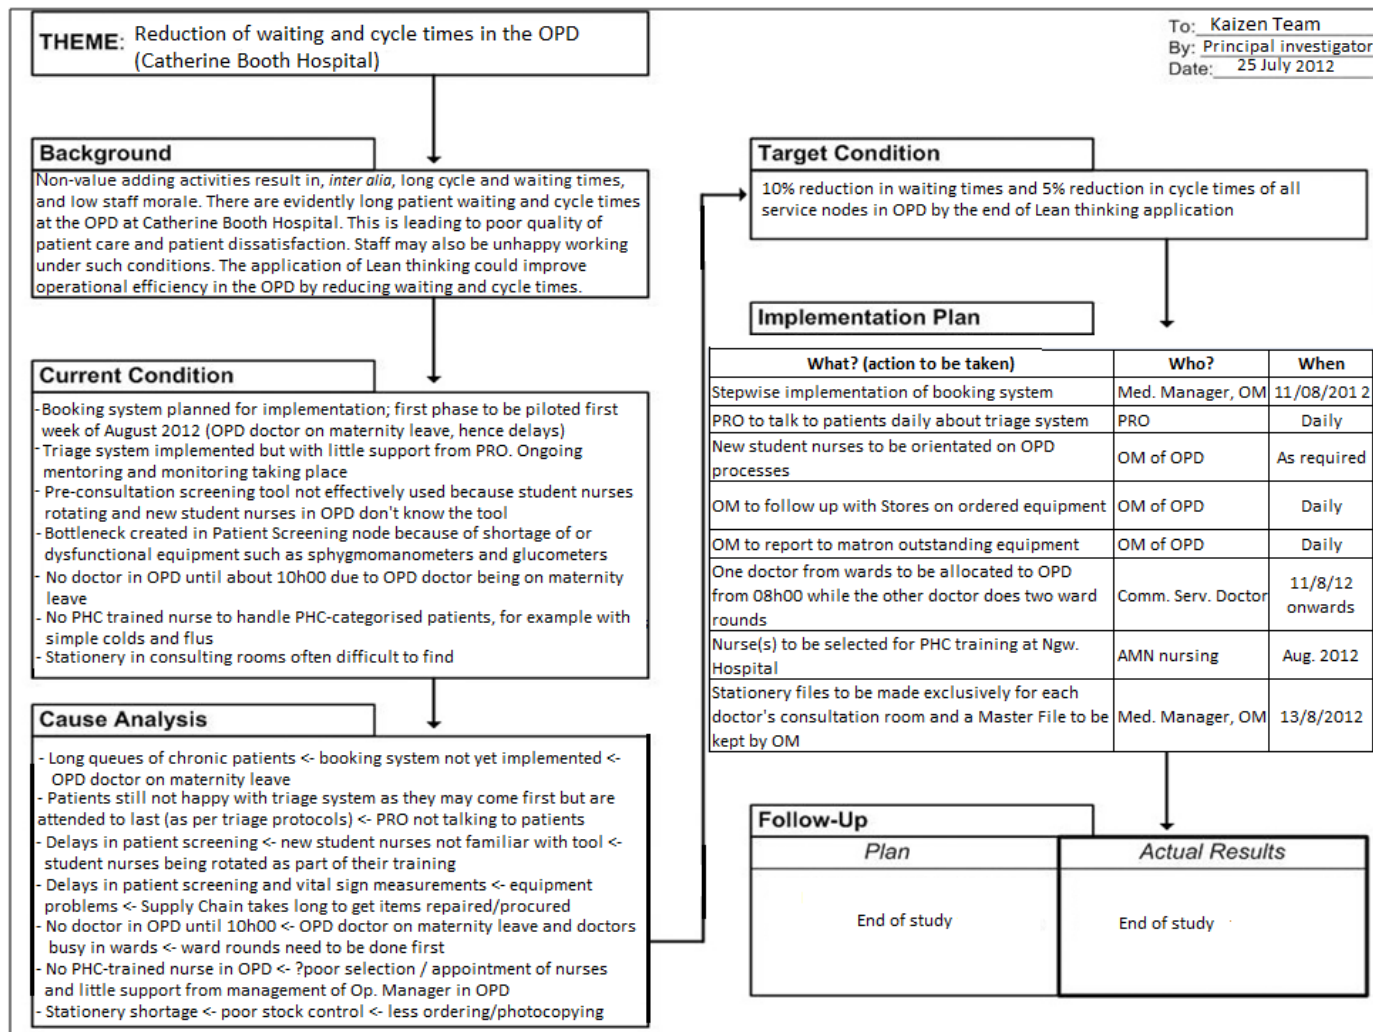 THEME: Reduction of waiting and cycle times in the OPD
(Catherine Booth Hospital)
To: Kaizen Team
By: Principal investigator
Date: 25 July 2012
Background
Non-value adding activities result in, inter alia, long cycle and waiting times,
and low staff morale. There are evidently long patient waiting and cycle times
at the OPD at Catherine Booth Hospital. This is leading to poor quality of
patient care and patient dissatisfaction. Staff may also be unhappy working
under such conditions. The application of Lean thinking could improve
operational efficiency in the OPD by reducing waiting and cycle times.
Current Condition
-Booking system planned for implementation; first phase to be piloted first
week of August 2012 (OPD doctor on maternity leave, hence delays)
-Triage system implemented but with little support from PRO. Ongoing
mentoring and monitoring taking place
- Pre-consultation screening tool not effectively used because student nurses
rotating and new student nurses in OPD don't know the tool
- Bottleneck created in Patient Screening node because of shortage of or
dysfunctional equipment such as sphygmomanometers and glucometers
- No doctor in OPD until about 10h00 due to OPD doctor being on maternity
leave
- No PHC trained nurse to handle PHC-categorised patients, for example with
simple colds and flus
- Stationery in consulting rooms often difficult to find
Cause Analysis
- Long queues of chronic patients <- booking system not yet implemented <-
OPD doctor on maternity leave
- Patients still not happy with triage system as they may come first but are
attended to last (as per triage protocols) <- PRO not talking to patients
- Delays in patient screening <- new student nurses not familiar with tool <-
student nurses being rotated as part of their training
- Delays in patient screening and vital sign measurements <- equipment
problems <- Supply Chain takes long to get items repaired/procured
- No doctor in OPD until 10h00 <- OPD doctor on maternity leave and doctors
busy in wards <- ward rounds need to be done first
- No PHC-trained nurse in OPD <- ?poor selection / appointment of nurses
and little support from management of Op. Manager in OPD
- Stationery shortage <- poor stock control <- less ordering/photocopying
Target Condition
10% reduction in waiting times and 5% reduction in cycle times of all
service nodes in OPD by the end of Lean thinking application
Implementation Plan
What? (action to be taken) Who? When
Stepwise implementation of booking system Med. Manager, OM 11/08/2012
PRO to talk to patients daily about triage system PRO Daily
New student nurses to be orientated on OPD
processes OM of OPD As required
OM to follow up with Stores on ordered equipment OM of OPD Daily
OM to report to matron outstanding equipment OM of OPD Daily
One doctor from wards to be allocated to OPD
from 08h00 while the other doctor does two ward
rounds Comm. Serv. Doctor 11/8/12
onwards
Nurse(s) to be selected for PHC training at Ngw.
Hospital AMN nursing Aug. 2012
Stationery files to be made exclusively for each
doctor's consultation room and a Master File to be
kept by OM Med. Manager, OM 13/8/2012
Follow-Up
Plan Actual Results
End of study End of study